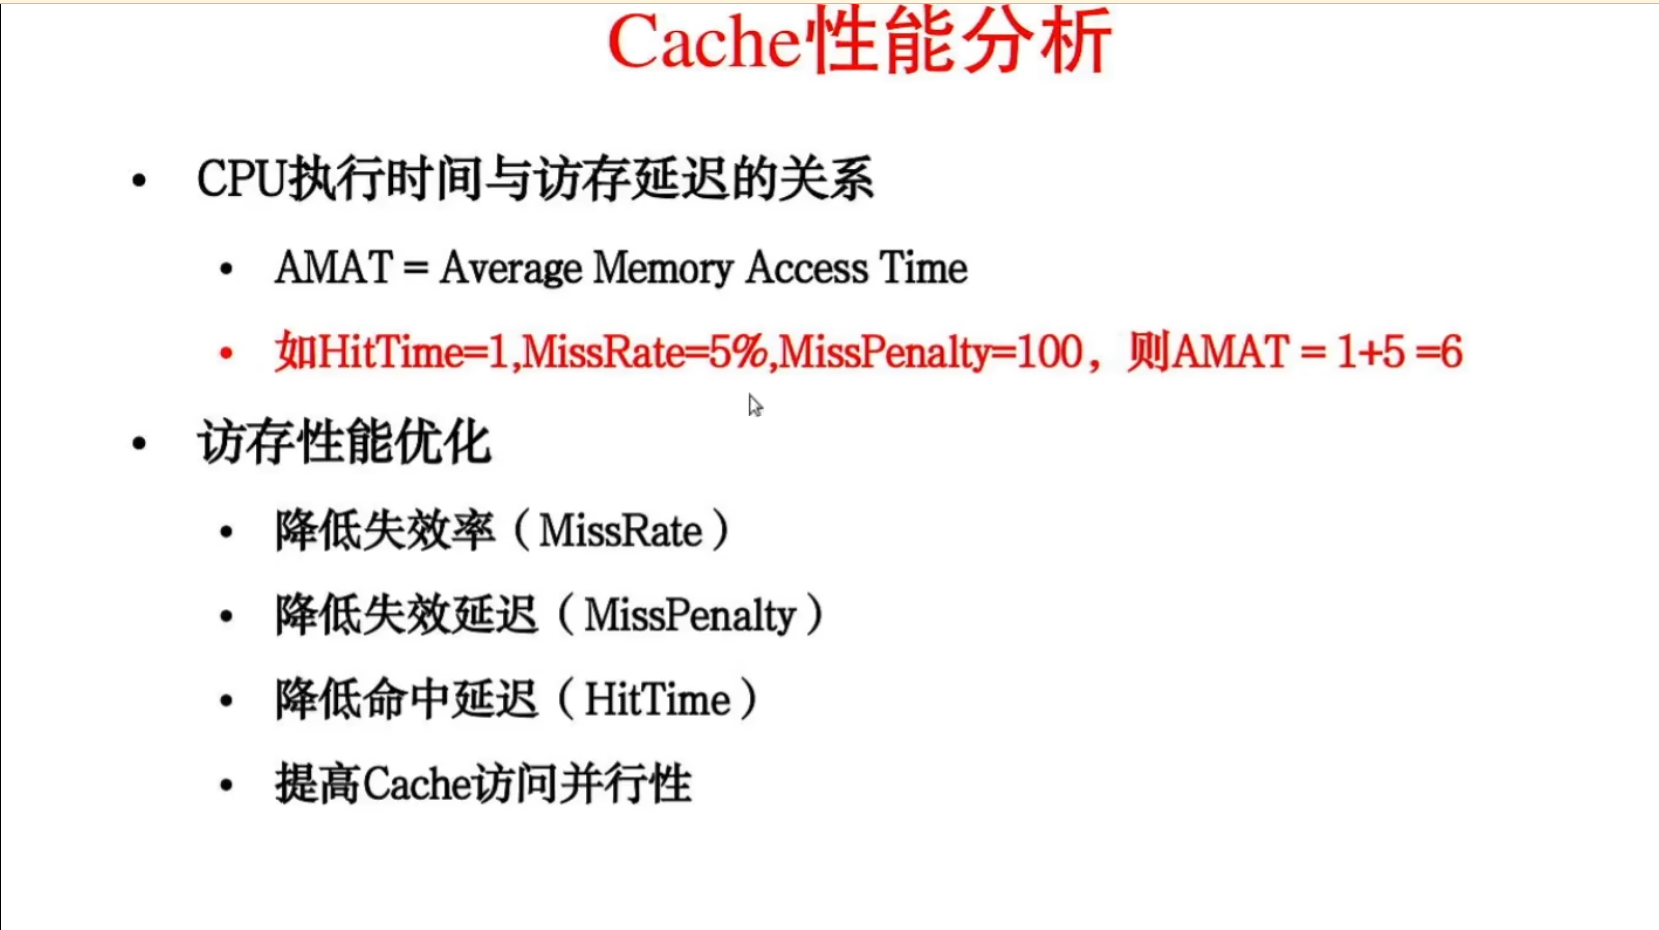 Cache性能分析
• CPU执行时间与访存延迟的关系
• AMAT = Average Memory Access Time
• 如HitTime=1,MissRate=5%,MissPenalty=100，则AMAT = 1+5 =6
• 访存性能优化
• 降低失效率（MissRate）
• 降低失效延迟（MissPenalty）
• 降低命中延迟（HitTime）
• 提高Cache访问并行性